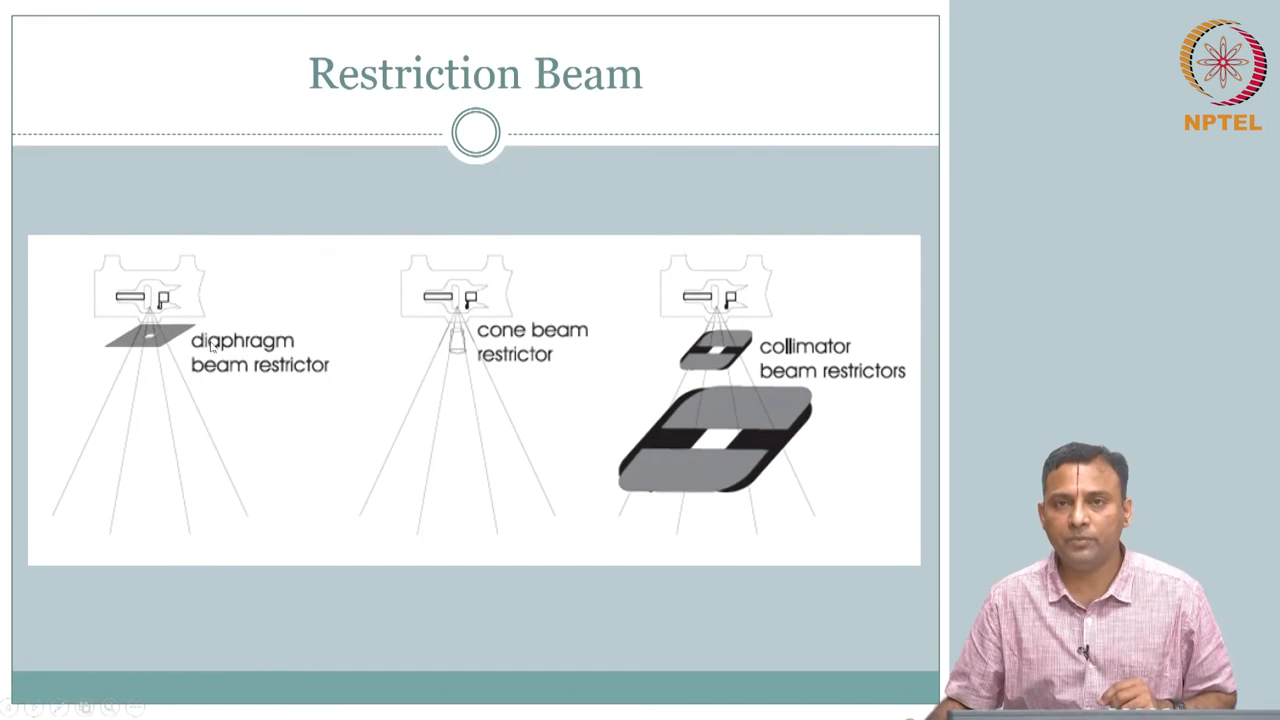 Restriction Beam
NPTEL
diaphragm
beam restrictor
cone beam
restrictor
collimator
beam restrictors